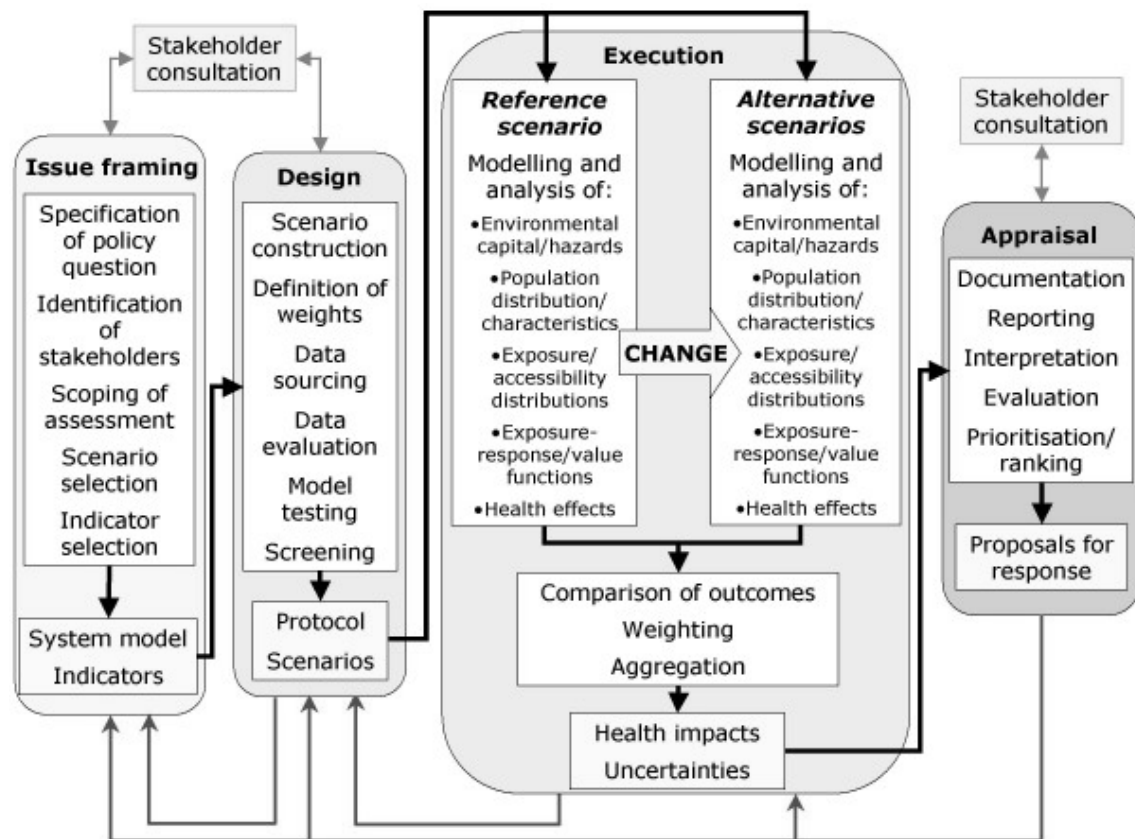 Stakeholder
consultation
Issue framing
Specification
of policy
question
Identification
of
stakeholders
Scoping of
assessment
Scenario
selection
Indicator
selection
System model
Indicators
Design
Scenario
construction
Definition of
weights
Data
sourcing
Data
evaluation
Model
testing
Screening
Protocol
Scenarios
Execution
Reference
scenario
Modelling and
analysis of:
•Environmental
capital/hazards
•Population
distribution/
characteristics
•Exposure/
accessibility
distributions
•Exposure-
response/value
functions
•Health effects
CHANGE
Alternative
scenarios
Modelling and
analysis of:
•Environmental
capital/hazards
•Population
distribution/
characteristics
•Exposure/
accessibility
distributions
•Exposure-
response/value
functions
•Health effects
Comparison of outcomes
Weighting
Aggregation
Health impacts
Uncertainties
Stakeholder
consultation
Appraisal
Documentation
Reporting
Interpretation
Evaluation
Prioritisation/
ranking
Proposals for
response